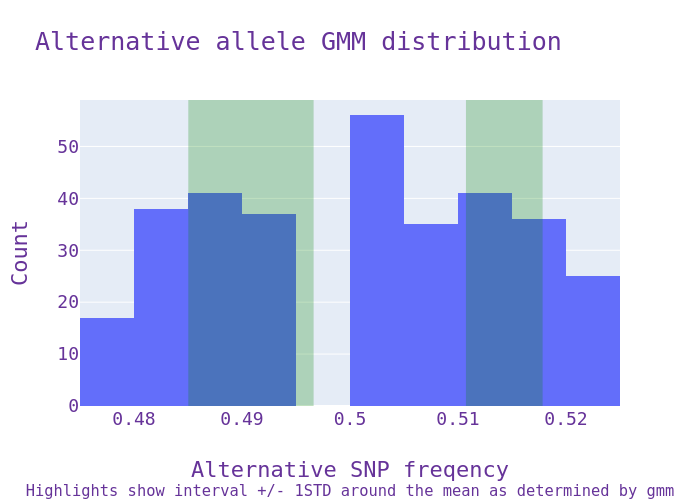 Alternative allele GMM distribution
Count
50
40
30
20
10
0
0.48 0.49 0.5 0.51 0.52
Alternative SNP freqency
Highlights show interval +/- 1STD around the mean as determined by gmm